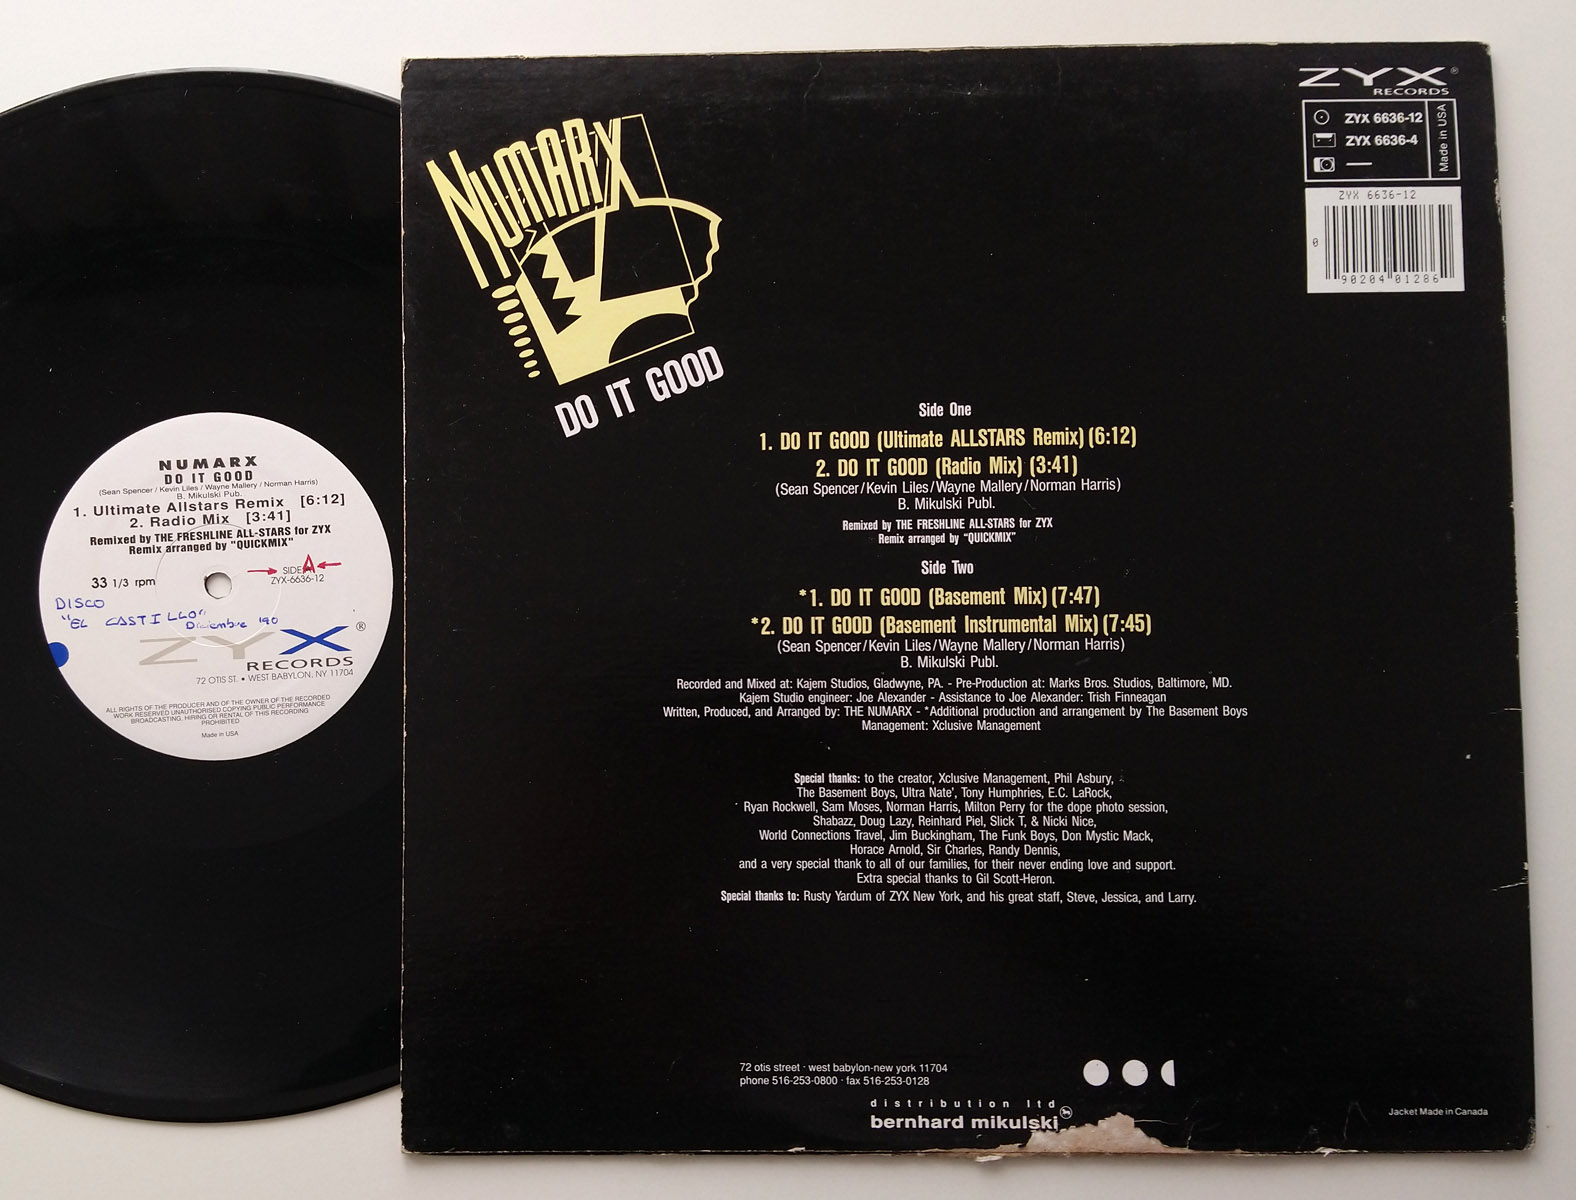 NUMARX
DO IT GOOD
(Sean Spencer / Kevin Liles / Wayne Mallery / Norman Harris)
B. Mikulski Pub.
1. Ultimate Allstars Remix [6:12]
2. Radio Mix [3:41]
Remixed by THE FRESHLINE ALL-STARS for ZYX
Remix arranged by "QUICKMIX"
33 1/3 rpm
SIDE A
ZYX-6636-12
DISCO
"EL CASTILLO"
Diciembre '90
ZYX®
RECORDS
72 OTIS ST. • WEST BABYLON, NY 11704
ALL RIGHTS OF THE PRODUCER AND OF THE OWNER OF THE RECORDED
WORK RESERVED UNAUTHORISED COPYING PUBLIC PERFORMANCE
BROADCASTING, HIRING OR RENTAL OF THIS RECORDING
PROHIBITED
Made in USA
NUMARX
DO IT GOOD
ZYX®
RECORDS
ZYX 6636-12
ZYX 6636-4
Made in USA
ZYX 6636-12
0 90204 01286
Side One
1. DO IT GOOD (Ultimate ALLSTARS Remix) (6:12)
2. DO IT GOOD (Radio Mix) (3:41)
(Sean Spencer/Kevin Liles/Wayne Mallery/Norman Harris)
B. Mikulski Publ.
Remixed by THE FRESHLINE ALL-STARS for ZYX
Remix arranged by "QUICKMIX"
Side Two
*1. DO IT GOOD (Basement Mix) (7:47)
*2. DO IT GOOD (Basement Instrumental Mix) (7:45)
(Sean Spencer/Kevin Liles/Wayne Mallery/Norman Harris)
B. Mikulski Publ.
Recorded and Mixed at: Kajem Studios, Gladwyne, PA. - Pre-Production at: Marks Bros. Studios, Baltimore, MD.
Kajem Studio engineer: Joe Alexander - Assistance to Joe Alexander: Trish Finneagan
Written, Produced, and Arranged by: THE NUMARX - *Additional production and arrangement by The Basement Boys
Management: Xclusive Management
Special thanks: to the creator, Xclusive Management, Phil Asbury,
The Basement Boys, Ultra Nate', Tony Humphries, E.C. LaRock,
Ryan Rockwell, Sam Moses, Norman Harris, Milton Perry for the dope photo session,
Shabazz, Doug Lazy, Reinhard Piel, Slick T, & Nicki Nice,
World Connections Travel, Jim Buckingham, The Funk Boys, Don Mystic Mack,
Horace Arnold, Sir Charles, Randy Dennis,
and a very special thank to all of our families, for their never ending love and support.
Extra special thanks to Gil Scott-Heron.
Special thanks to: Rusty Yardum of ZYX New York, and his great staff, Steve, Jessica, and Larry.
72 otis street · west babylon-new york 11704
phone 516-253-0800 · fax 516-253-0128
distribution ltd
bernhard mikulski
Jacket Made in Canada